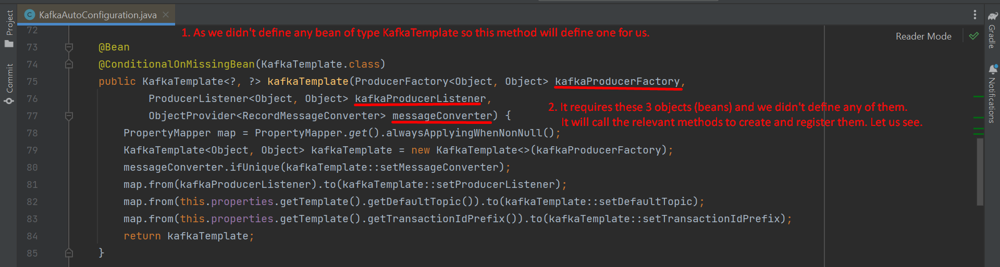 KafkaAutoConfiguration.java
Project
Commit
Gradle
Notifications
Reader Mode
1. As we didn't define any bean of type KafkaTemplate so this method will define one for us.
72
73 @Bean
74 @ConditionalOnMissingBean(KafkaTemplate.class)
75 public KafkaTemplate<?, ?> kafkaTemplate(ProducerFactory<Object, Object> kafkaProducerFactory,
76 ProducerListener<Object, Object> kafkaProducerListener,
77 ObjectProvider<RecordMessageConverter> messageConverter) {
2. It requires these 3 objects (beans) and we didn't define any of them.
It will call the relevant methods to create and register them. Let us see.
78 PropertyMapper map = PropertyMapper.get().alwaysApplyingWhenNonNull();
79 KafkaTemplate<Object, Object> kafkaTemplate = new KafkaTemplate<>(kafkaProducerFactory);
80 messageConverter.ifUnique(kafkaTemplate::setMessageConverter);
81 map.from(kafkaProducerListener).to(kafkaTemplate::setProducerListener);
82 map.from(this.properties.getTemplate().getDefaultTopic()).to(kafkaTemplate::setDefaultTopic);
83 map.from(this.properties.getTemplate().getTransactionIdPrefix()).to(kafkaTemplate::setTransactionIdPrefix);
84 return kafkaTemplate;
85 }